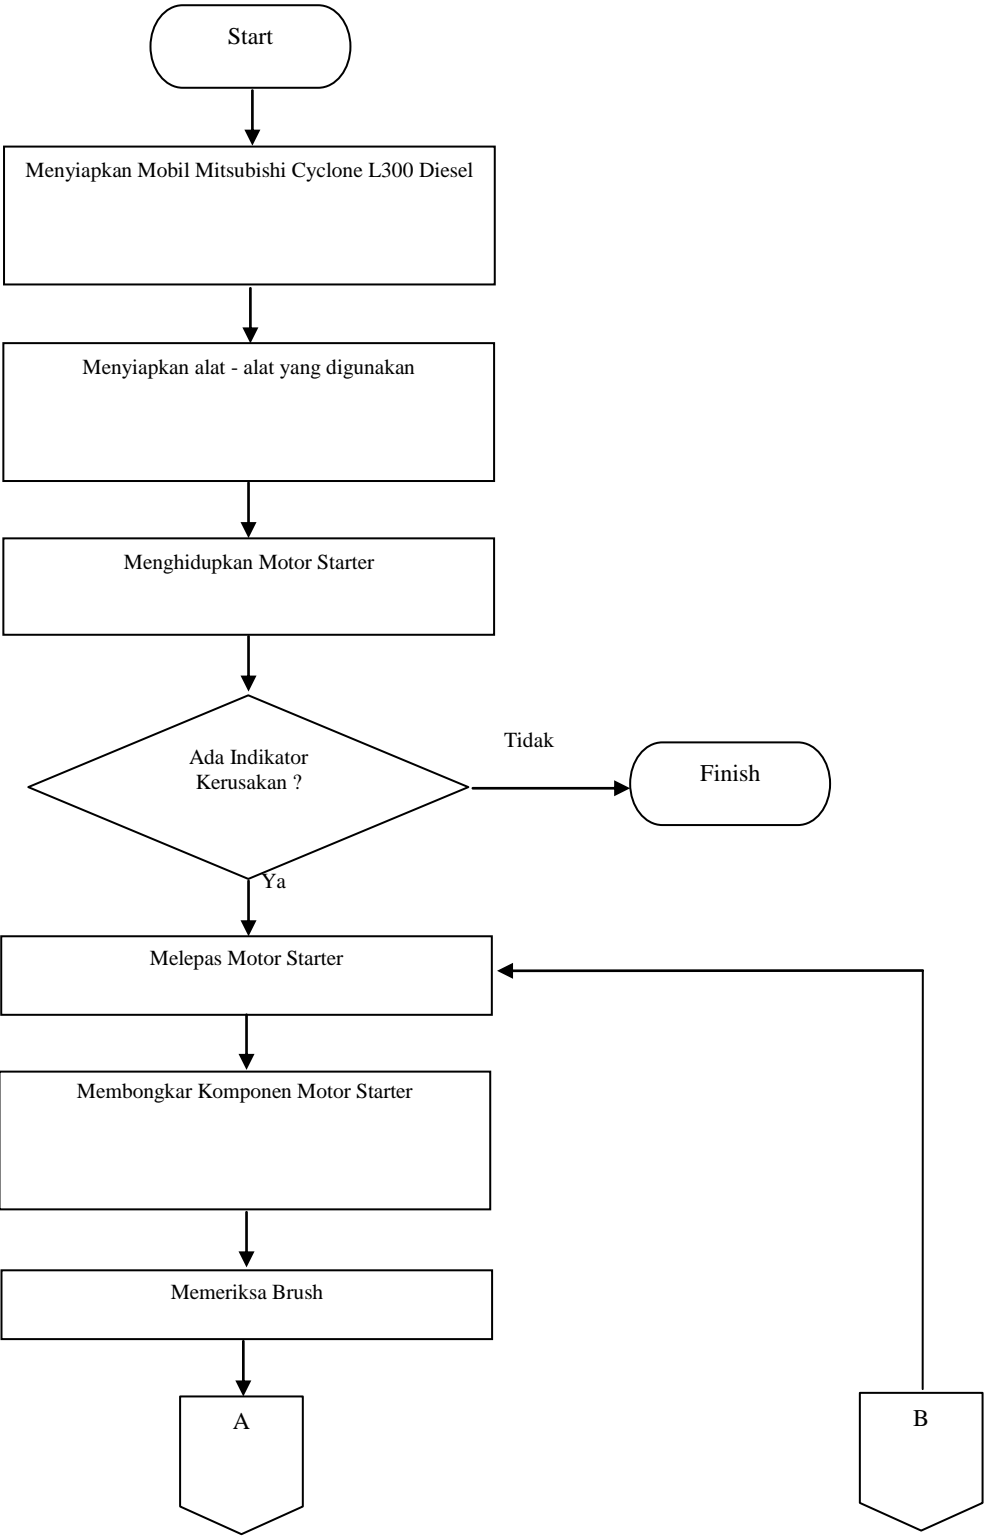 Start
Menyiapkan Mobil Mitsubishi Cyclone L300 Diesel
Menyiapkan alat - alat yang digunakan
Menghidupkan Motor Starter
Ada Indikator
Kerusakan ?
Tidak
Finish
Ya
Melepas Motor Starter
Membongkar Komponen Motor Starter
Memeriksa Brush
A
B